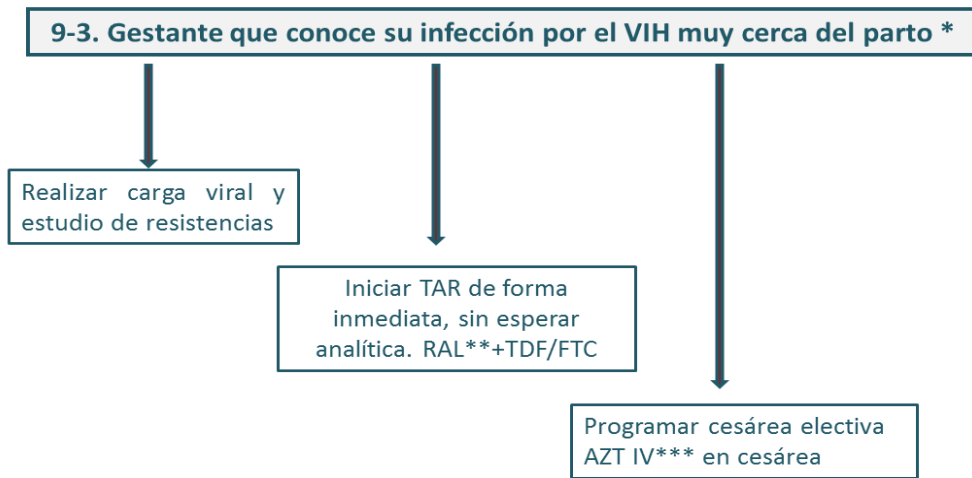 9-3. Gestante que conoce su infección por el VIH muy cerca del parto *
Realizar carga viral y
estudio de resistencias
Iniciar TAR de forma
inmediata, sin esperar
analítica. RAL**+TDF/FTC
Programar cesárea electiva
AZT IV*** en cesárea